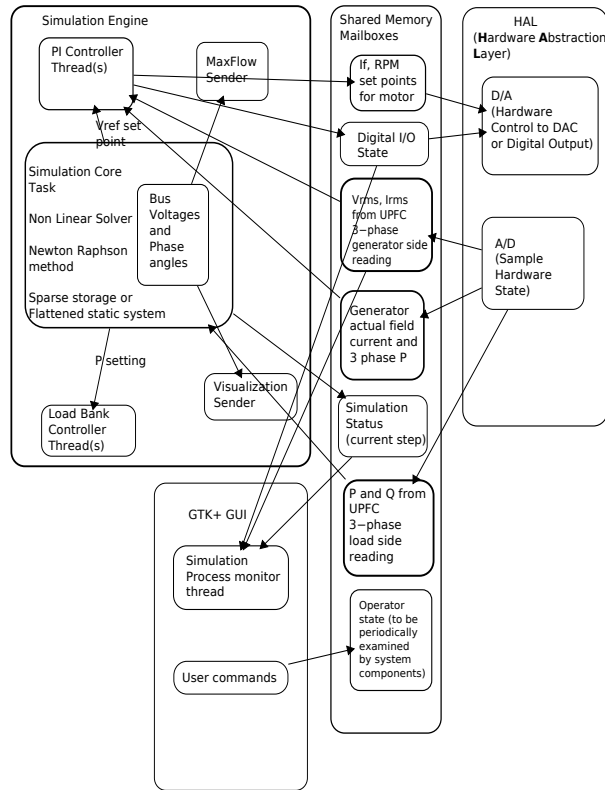 Simulation Engine
PI Controller
Thread(s)
MaxFlow
Sender
Vref set
point
Simulation Core
Task
Non Linear Solver
Newton Raphson
method
Sparse storage or
Flattened static system
Bus
Voltages
and
Phase
angles
P setting
Load Bank
Controller
Thread(s)
Visualization
Sender
GTK+ GUI
Simulation
Process monitor
thread
User commands
Shared Memory
Mailboxes
If, RPM
set points
for motor
Digital I/O
State
Vrms, Irms
from UPFC
3−phase
generator side
reading
Generator
actual field
current and
3 phase P
Simulation
Status
(current step)
P and Q from
UPFC
3−phase
load side
reading
Operator
state (to be
periodically
examined
by system
components)
HAL
(Hardware Abstraction
Layer)
D/A
(Hardware
Control to DAC
or Digital Output)
A/D
(Sample
Hardware
State)